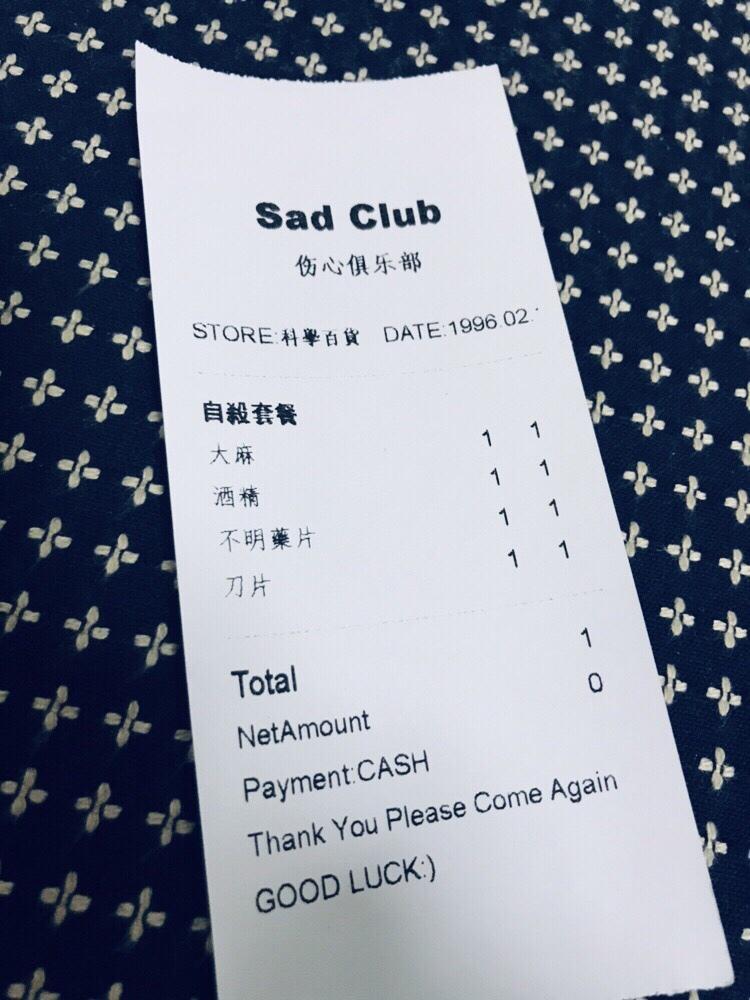 Sad Club
伤心俱乐部
STORE:科學百貨 DATE:1996.02.
自殺套餐
大麻 1 1
酒精 1 1
不明藥片 1 1
刀片 1 1
Total 1
NetAmount 0
Payment:CASH
Thank You Please Come Again
GOOD LUCK:)